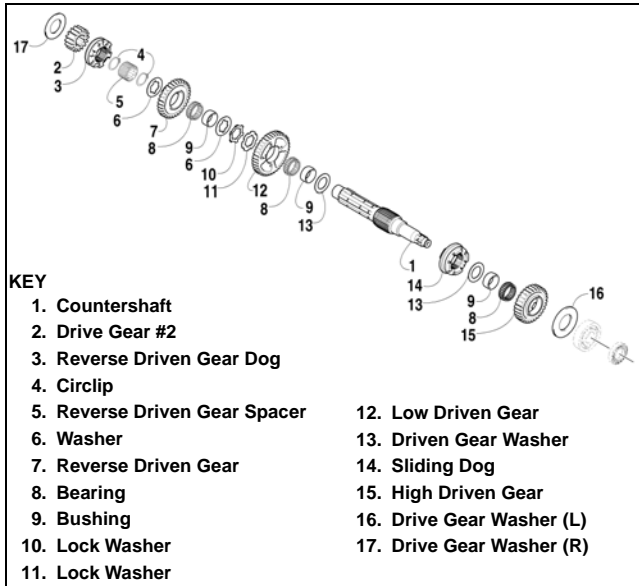 17
2
3
4
5
6
7
8
9
6
10
11
12
8
9
13
1
14
13
9
8
15
16
KEY
1. Countershaft
2. Drive Gear #2
3. Reverse Driven Gear Dog
4. Circlip
5. Reverse Driven Gear Spacer
6. Washer
7. Reverse Driven Gear
8. Bearing
9. Bushing
10. Lock Washer
11. Lock Washer
12. Low Driven Gear
13. Driven Gear Washer
14. Sliding Dog
15. High Driven Gear
16. Drive Gear Washer (L)
17. Drive Gear Washer (R)